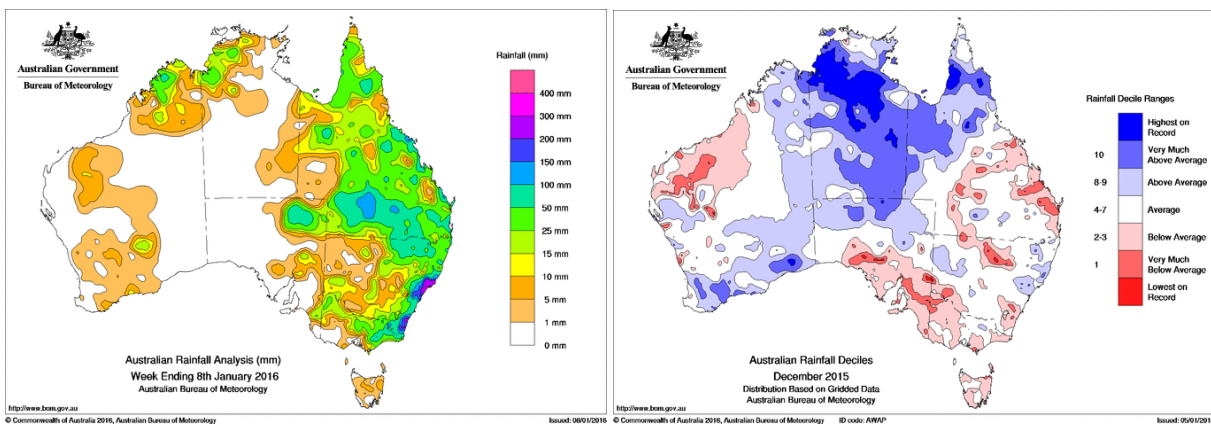 Australian Government
Bureau of Meteorology
Rainfall (mm)
400 mm
300 mm
200 mm
150 mm
100 mm
50 mm
25 mm
15 mm
10 mm
5 mm
1 mm
0 mm
Australian Rainfall Analysis (mm)
Week Ending 8th January 2016
Australian Bureau of Meteorology
http://www.bom.gov.au
© Commonwealth of Australia 2016, Australian Bureau of Meteorology
Issued: 08/01/2016
Australian Government
Bureau of Meteorology
Rainfall Decile Ranges
Highest on
Record
10 Very Much
Above Average
8-9 Above Average
4-7 Average
2-3 Below Average
1 Very Much
Below Average
Lowest on
Record
Australian Rainfall Deciles
December 2015
Distribution Based on Gridded Data
Australian Bureau of Meteorology
http://www.bom.gov.au
© Commonwealth of Australia 2016, Australian Bureau of Meteorology
ID code: AWAP
Issued: 05/01/201